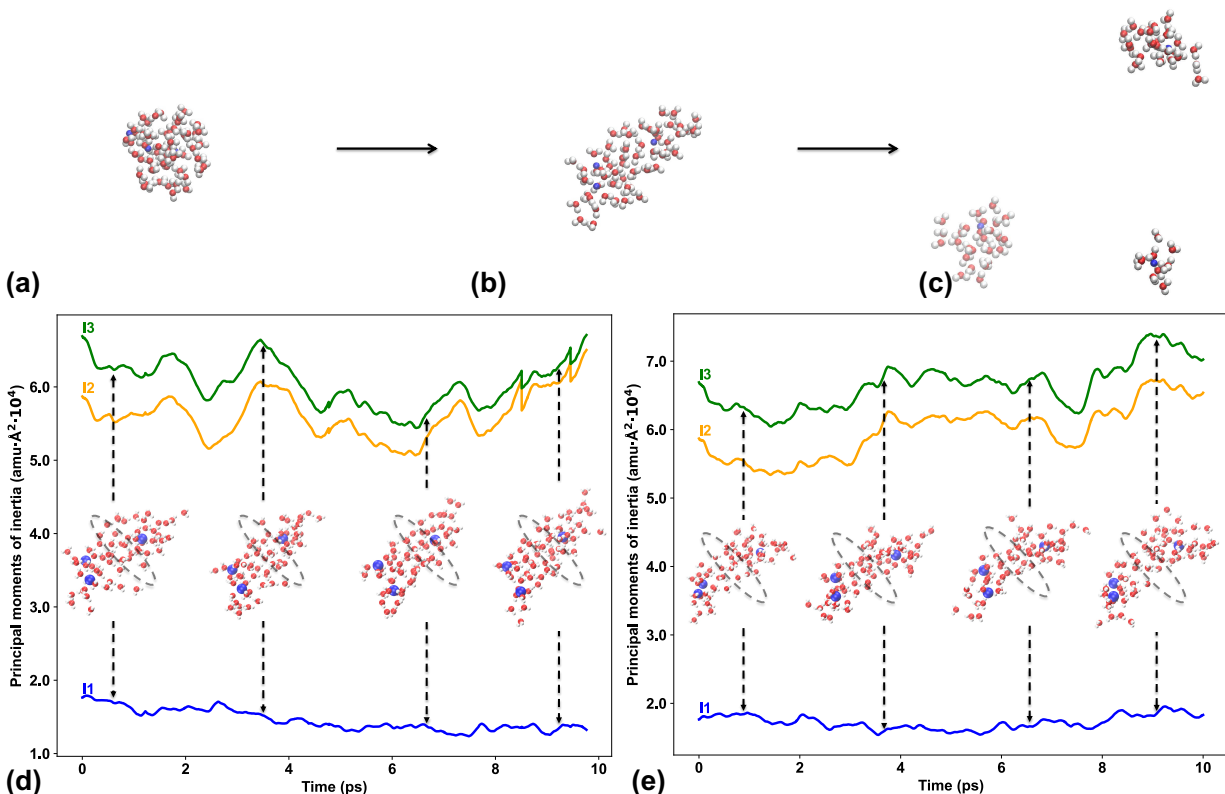 (a)
(b)
(c)
I3
I2
I1
6.0
5.0
4.0
3.0
2.0
1.0
Principal moments of inertia (amu·Å²·10⁴)
0
2
4
6
8
10
Time (ps)
(d)
I3
I2
I1
7.0
6.0
5.0
4.0
3.0
2.0
Principal moments of inertia (amu·Å²·10⁴)
0
2
4
6
8
10
Time (ps)
(e)